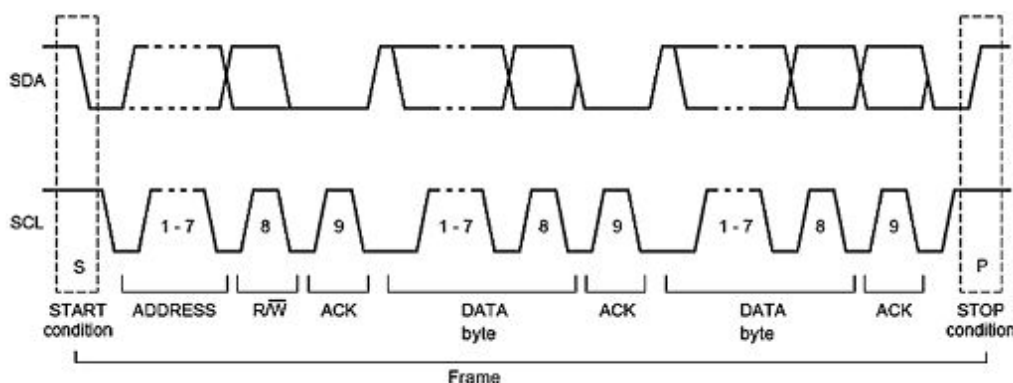 SDA
SCL
1 - 7 8 9 1 - 7 8 9 1 - 7 8 9
S P
START condition ADDRESS R/W̅ ACK DATA byte ACK DATA byte ACK STOP condition
Frame